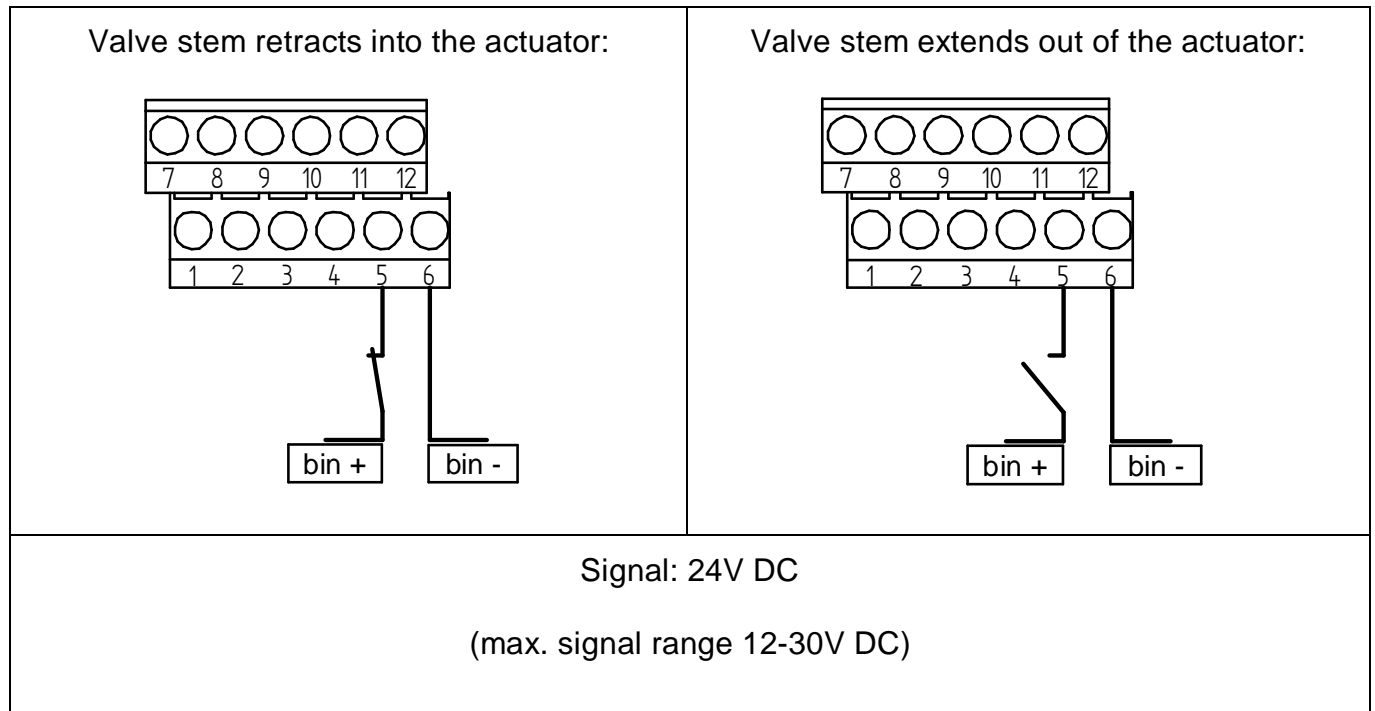 Valve stem retracts into the actuator:
7 8 9 10 11 12
1 2 3 4 5 6
bin + bin -
Valve stem extends out of the actuator:
7 8 9 10 11 12
1 2 3 4 5 6
bin + bin -
Signal: 24V DC
(max. signal range 12-30V DC)